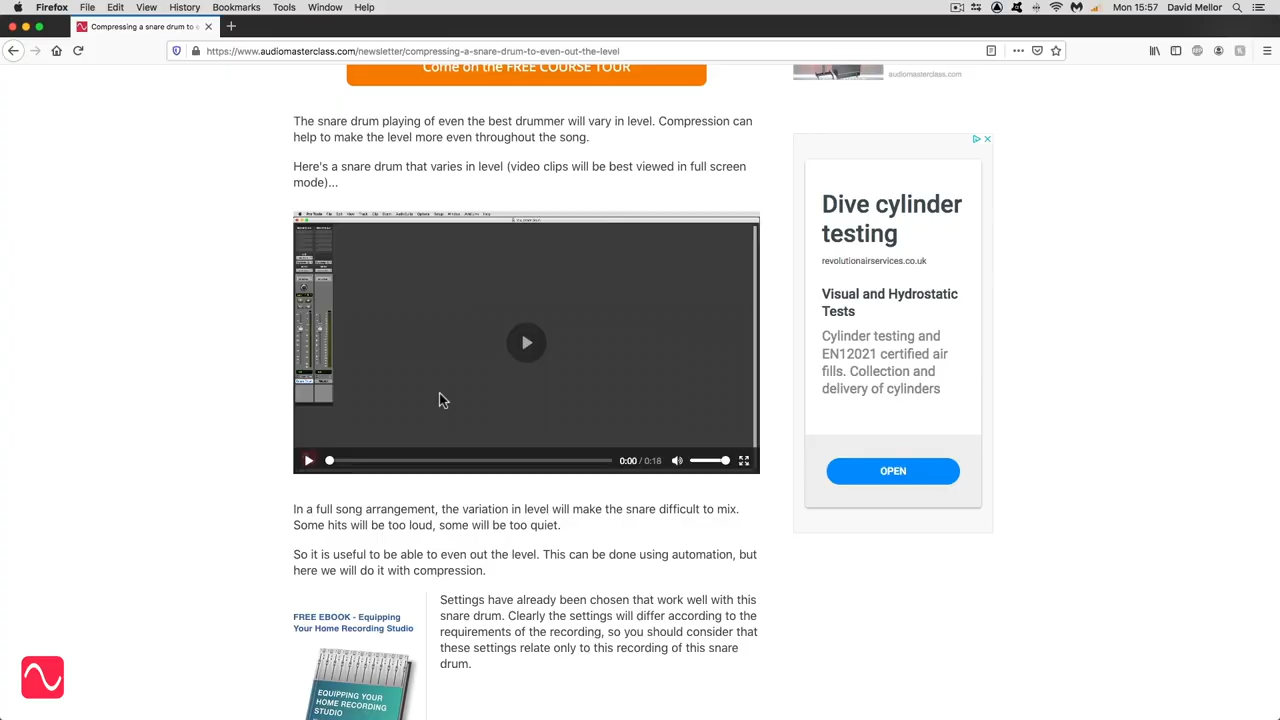 Firefox File Edit View History Bookmarks Tools Window Help
Mon 15:57 David Mellor
Compressing a snare drum to e
https://www.audiomasterclass.com/newsletter/compressing-a-snare-drum-to-even-out-the-level
Come on the FREE COURSE TOUR
audiomasterclass.com
The snare drum playing of even the best drummer will vary in level. Compression can
help to make the level more even throughout the song.
Here's a snare drum that varies in level (video clips will be best viewed in full screen
mode)...
0:00 / 0:18
In a full song arrangement, the variation in level will make the snare difficult to mix.
Some hits will be too loud, some will be too quiet.
So it is useful to be able to even out the level. This can be done using automation, but
here we will do it with compression.
FREE EBOOK - Equipping
Your Home Recording Studio
EQUIPPING YOUR
HOME RECORDING
STUDIO
Settings have already been chosen that work well with this
snare drum. Clearly the settings will differ according to the
requirements of the recording, so you should consider that
these settings relate only to this recording of this snare
drum.
Dive cylinder
testing
revolutionairservices.co.uk
Visual and Hydrostatic
Tests
Cylinder testing and
EN12021 certified air
fills. Collection and
delivery of cylinders
OPEN